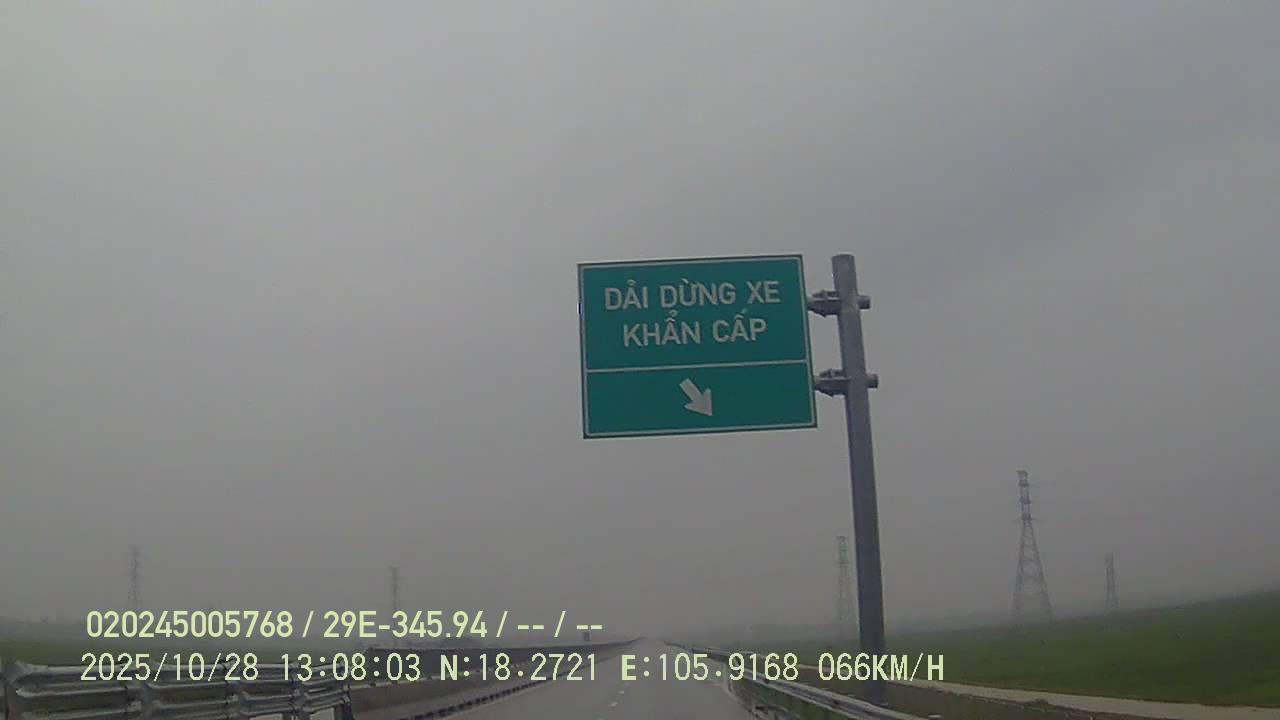 DẢI DỪNG XE
KHẨN CẤP
020245005768 / 29E-345.94 / -- / --
2025/10/28 13:08:03 N:18.2721 E:105.9168 066KM/H